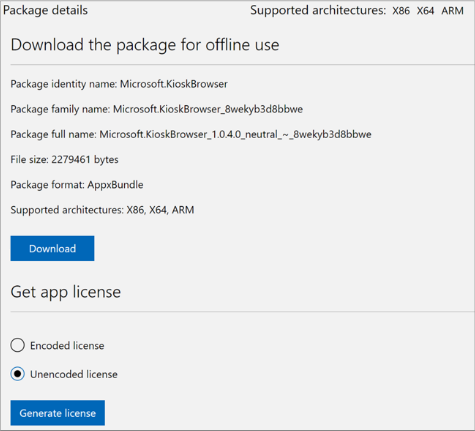 Package details Supported architectures: X86 X64 ARM
Download the package for offline use
Package identity name: Microsoft.KioskBrowser
Package family name: Microsoft.KioskBrowser_8wekyb3d8bbwe
Package full name: Microsoft.KioskBrowser_1.0.4.0_neutral_~_8wekyb3d8bbwe
File size: 2279461 bytes
Package format: AppxBundle
Supported architectures: X86, X64, ARM
Download
Get app license
Encoded license
Unencoded license
Generate license